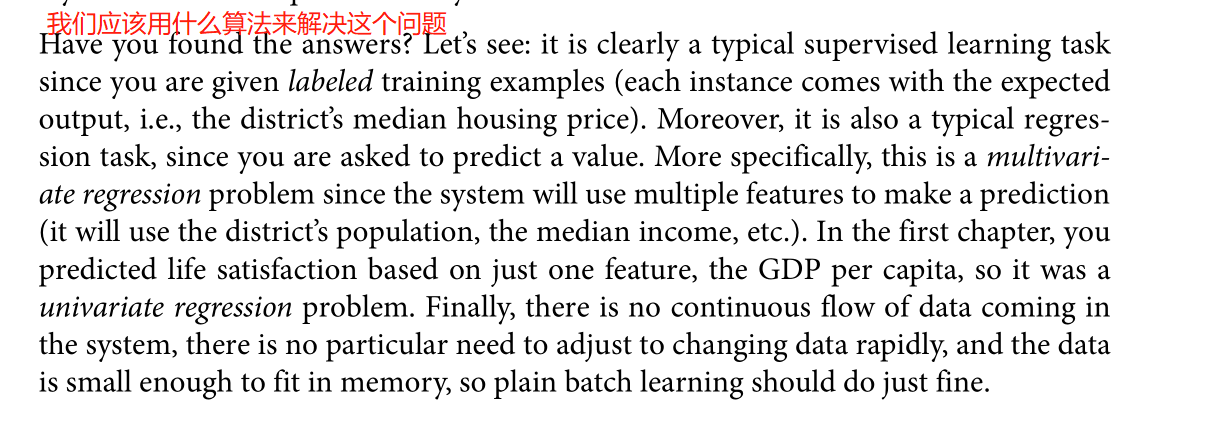 我们应该用什么算法来解决这个问题
Have you found the answers? Let's see: it is clearly a typical supervised learning task
since you are given labeled training examples (each instance comes with the expected
output, i.e., the district's median housing price). Moreover, it is also a typical regres-
sion task, since you are asked to predict a value. More specifically, this is a multivari-
ate regression problem since the system will use multiple features to make a prediction
(it will use the district's population, the median income, etc.). In the first chapter, you
predicted life satisfaction based on just one feature, the GDP per capita, so it was a
univariate regression problem. Finally, there is no continuous flow of data coming in
the system, there is no particular need to adjust to changing data rapidly, and the data
is small enough to fit in memory, so plain batch learning should do just fine.